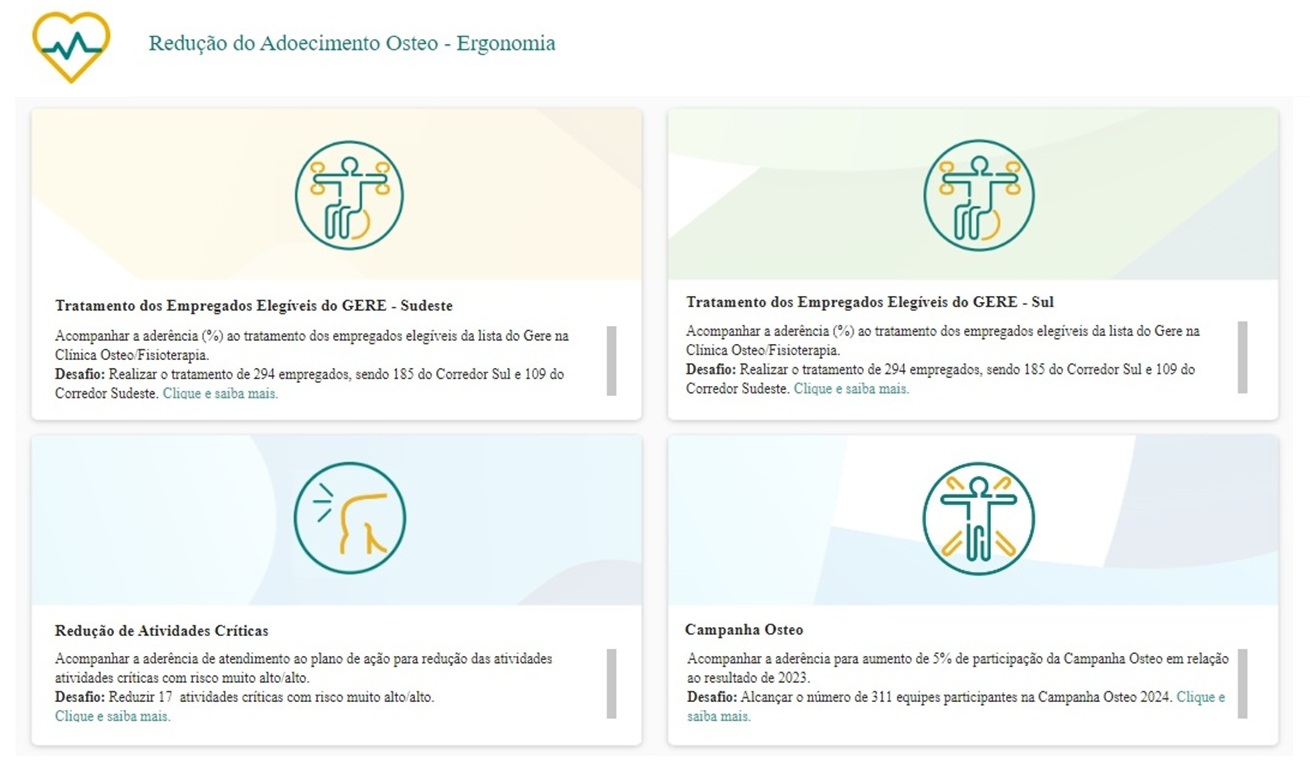 Redução do Adoecimento Osteo - Ergonomia
Tratamento dos Empregados Elegíveis do GERE - Sudeste
Acompanhar a aderência (%) ao tratamento dos empregados elegíveis da lista do Gere na
Clínica Osteo/Fisioterapia.
Desafio: Realizar o tratamento de 294 empregados, sendo 185 do Corredor Sul e 109 do
Corredor Sudeste. Clique e saiba mais.
Tratamento dos Empregados Elegíveis do GERE - Sul
Acompanhar a aderência (%) ao tratamento dos empregados elegíveis da lista do Gere na
Clínica Osteo/Fisioterapia.
Desafio: Realizar o tratamento de 294 empregados, sendo 185 do Corredor Sul e 109 do
Corredor Sudeste. Clique e saiba mais.
Redução de Atividades Críticas
Acompanhar a aderência de atendimento ao plano de ação para redução das atividades
atividades críticas com risco muito alto/alto.
Desafio: Reduzir 17 atividades críticas com risco muito alto/alto.
Clique e saiba mais.
Campanha Osteo
Acompanhar a aderência para aumento de 5% de participação da Campanha Osteo em relação
ao resultado de 2023.
Desafio: Alcançar o número de 311 equipes participantes na Campanha Osteo 2024. Clique e
saiba mais.